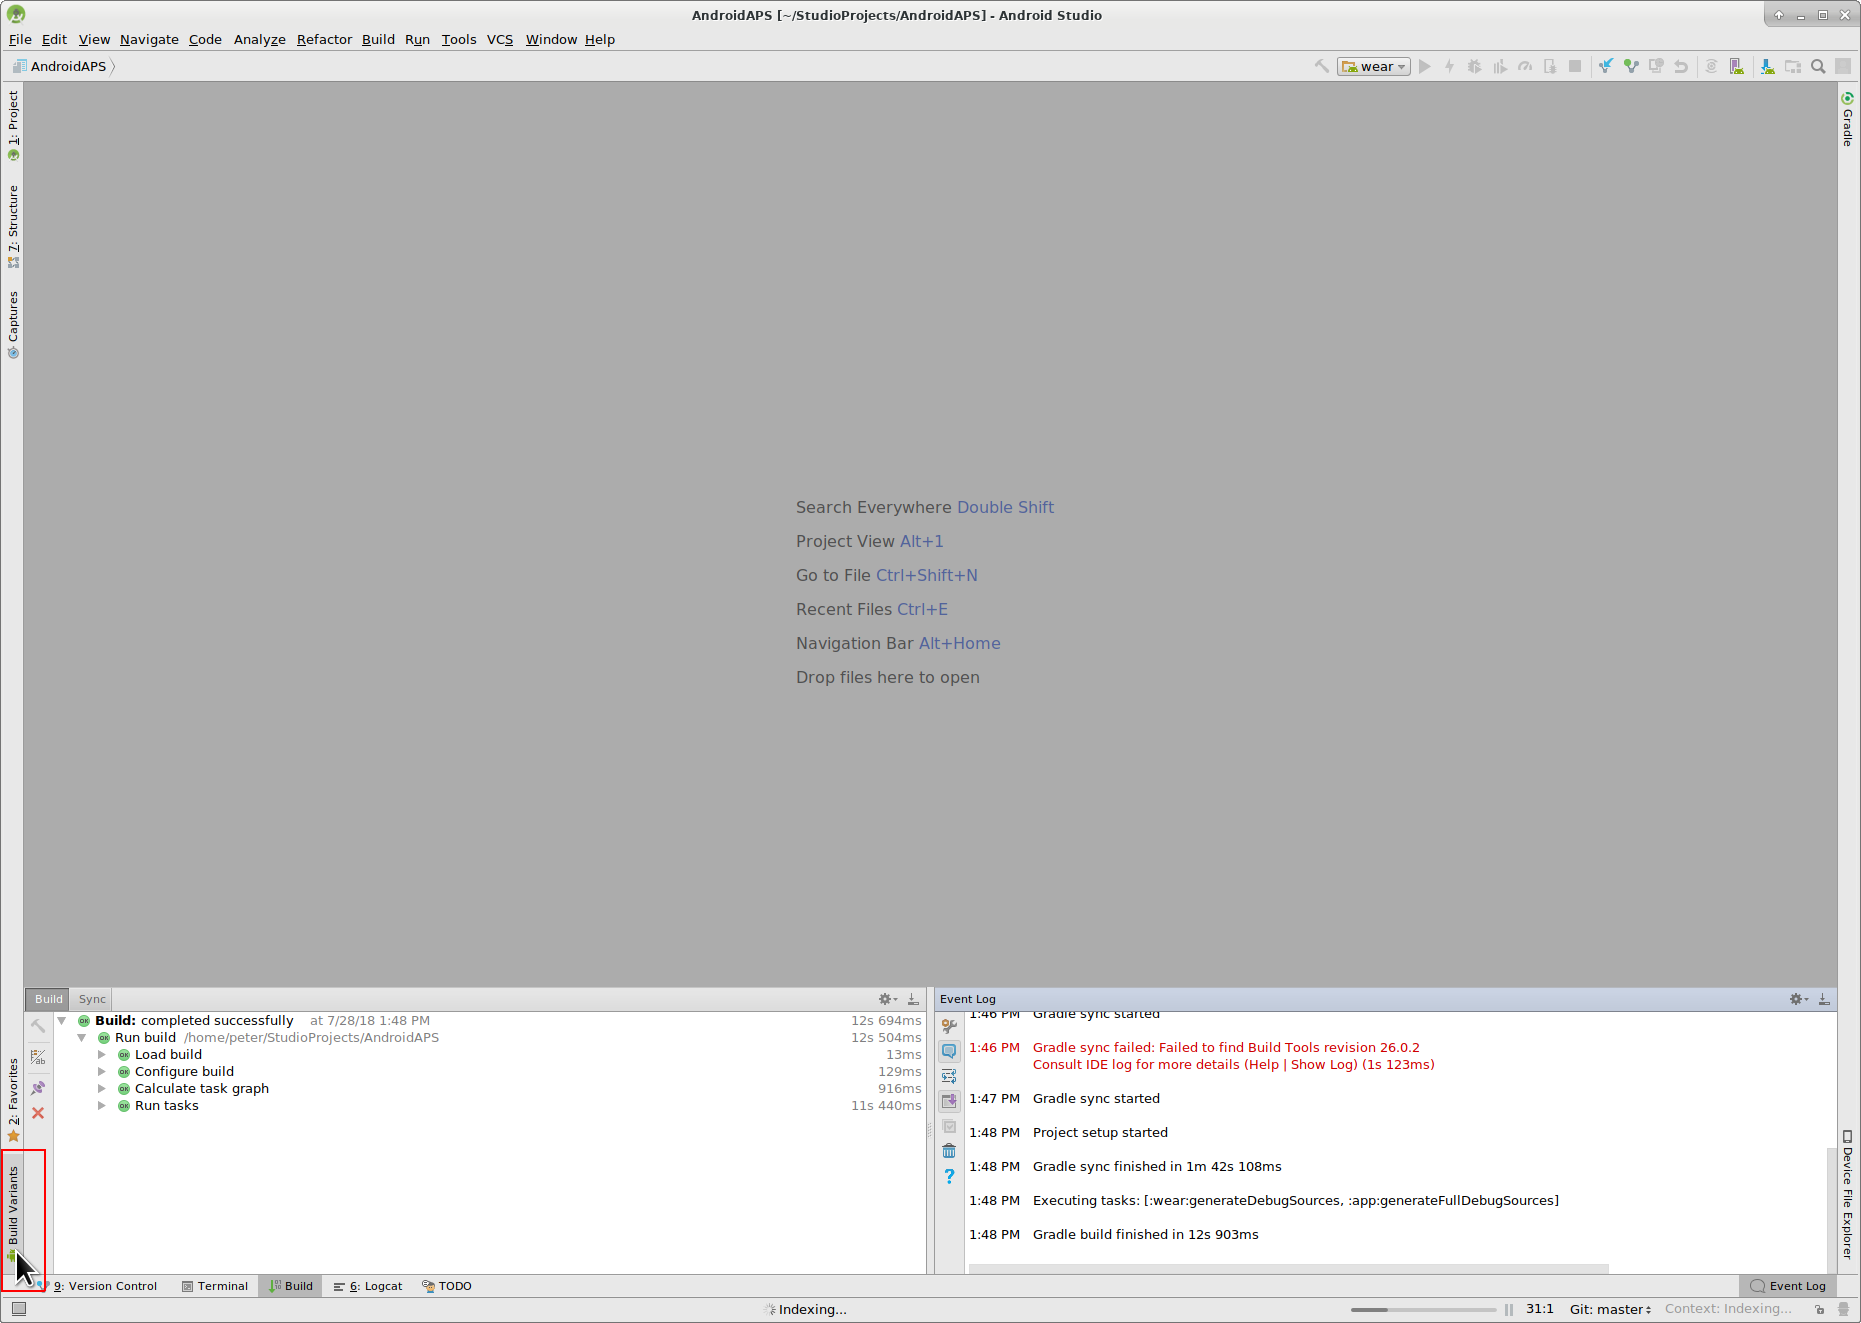 AndroidAPS [~/StudioProjects/AndroidAPS] - Android Studio
File Edit View Navigate Code Analyze Refactor Build Run Tools VCS Window Help
AndroidAPS
wear
1: Project
7: Structure
Captures
2: Favorites
Build Variants
Gradle
Device File Explorer
Search Everywhere Double Shift
Project View Alt+1
Go to File Ctrl+Shift+N
Recent Files Ctrl+E
Navigation Bar Alt+Home
Drop files here to open
Build Sync
Build: completed successfully at 7/28/18 1:48 PM 12s 694ms
Run build /home/peter/StudioProjects/AndroidAPS 12s 504ms
Load build 13ms
Configure build 129ms
Calculate task graph 916ms
Run tasks 11s 440ms
Event Log
1:46 PM Gradle sync started
1:46 PM Gradle sync failed: Failed to find Build Tools revision 26.0.2
Consult IDE log for more details (Help | Show Log) (1s 123ms)
1:47 PM Gradle sync started
1:48 PM Project setup started
1:48 PM Gradle sync finished in 1m 42s 108ms
1:48 PM Executing tasks: [:wear:generateDebugSources, :app:generateFullDebugSources]
1:48 PM Gradle build finished in 12s 903ms
9: Version Control Terminal Build 6: Logcat TODO Event Log
Indexing... 31:1 Git: master Context: Indexing...